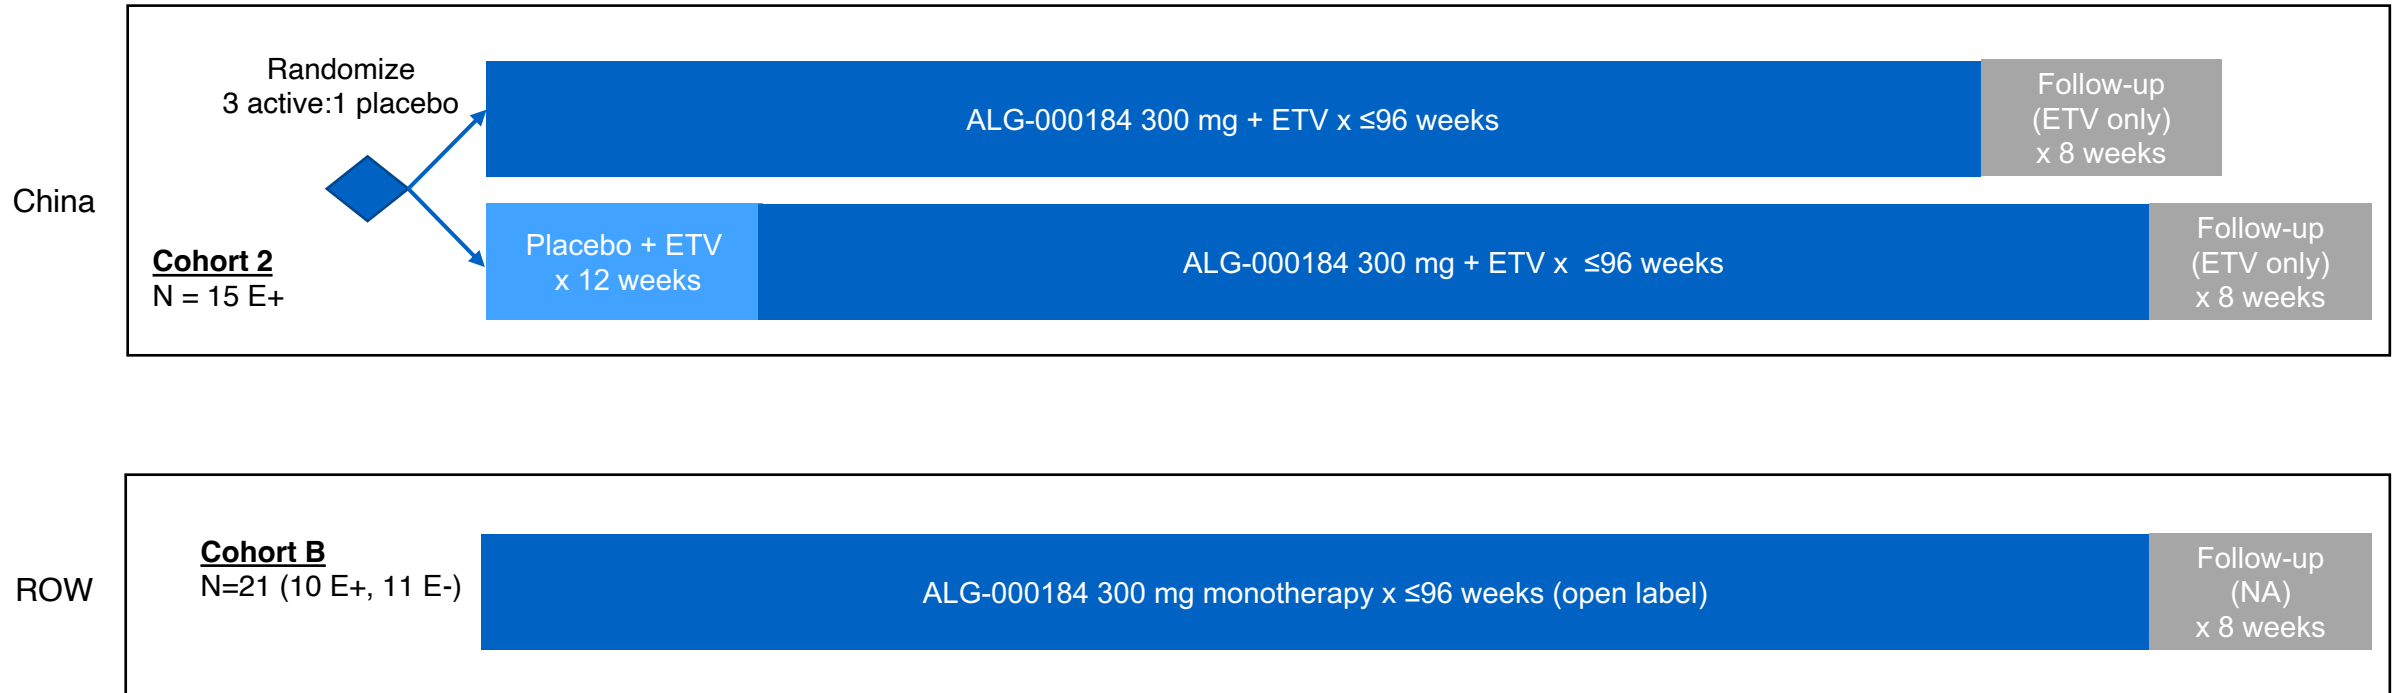 China
Randomize
3 active:1 placebo
Cohort 2
N = 15 E+
ALG-000184 300 mg + ETV x ≤96 weeks
Follow-up
(ETV only)
x 8 weeks
Placebo + ETV
x 12 weeks
ALG-000184 300 mg + ETV x ≤96 weeks
Follow-up
(ETV only)
x 8 weeks
ROW
Cohort B
N=21 (10 E+, 11 E-)
ALG-000184 300 mg monotherapy x ≤96 weeks (open label)
Follow-up
(NA)
x 8 weeks